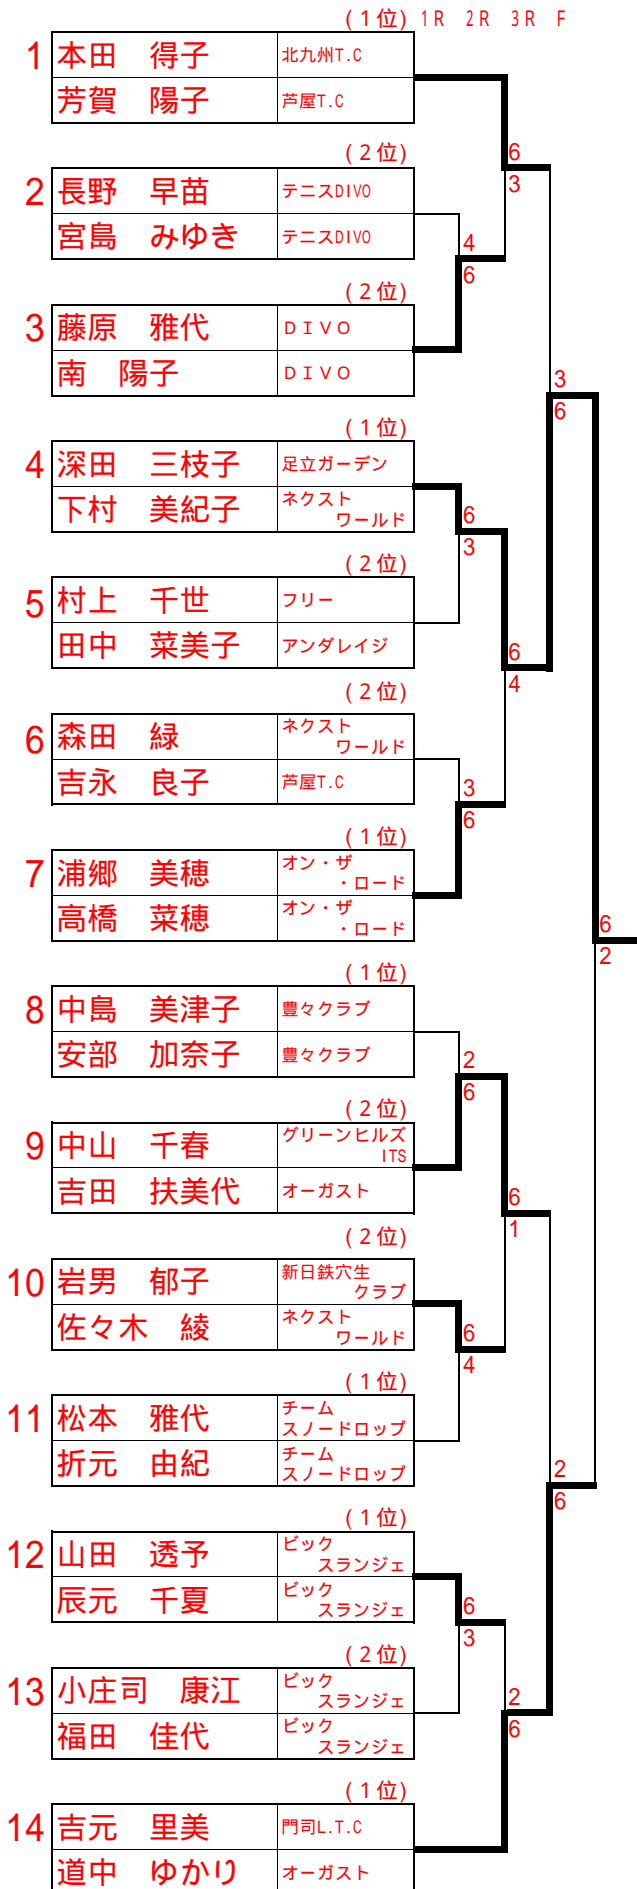 (1位) 1R 2R 3R F
1 本田 得子 北九州T.C
芳賀 陽子 芦屋T.C
(2位) 6
3
2 長野 早苗 テニスDIVO
宮島 みゆき テニスDIVO
4
6
(2位)
3 藤原 雅代 DIVO
南 陽子 DIVO
3
6
(1位)
4 深田 三枝子 足立ガーデン
下村 美紀子 ネクスト
ワールド
6
3
(2位)
5 村上 千世 フリー
田中 菜美子 アンダレイジ
6
4
(2位)
6 森田 緑 ネクスト
ワールド
吉永 良子 芦屋T.C
3
6
(1位)
7 浦郷 美穂 オン・ザ
・ロード
高橋 菜穂 オン・ザ
・ロード
6
2
(1位)
8 中島 美津子 豊々クラブ
安部 加奈子 豊々クラブ
2
6
(2位)
9 中山 千春 グリーンヒルズ
ITS
吉田 扶美代 オーガスト
6
1
(2位)
10 岩男 郁子 新日鉄穴生
クラブ
佐々木 綾 ネクスト
ワールド
6
4
(1位)
11 松本 雅代 チーム
スノードロップ
折元 由紀 チーム
スノードロップ
2
6
(1位)
12 山田 透予 ビック
スランジェ
辰元 千夏 ビック
スランジェ
6
3
(2位)
13 小庄司 康江 ビック
スランジェ
福田 佳代 ビック
スランジェ
2
6
(1位)
14 吉元 里美 門司L.T.C
道中 ゆかり オーガスト